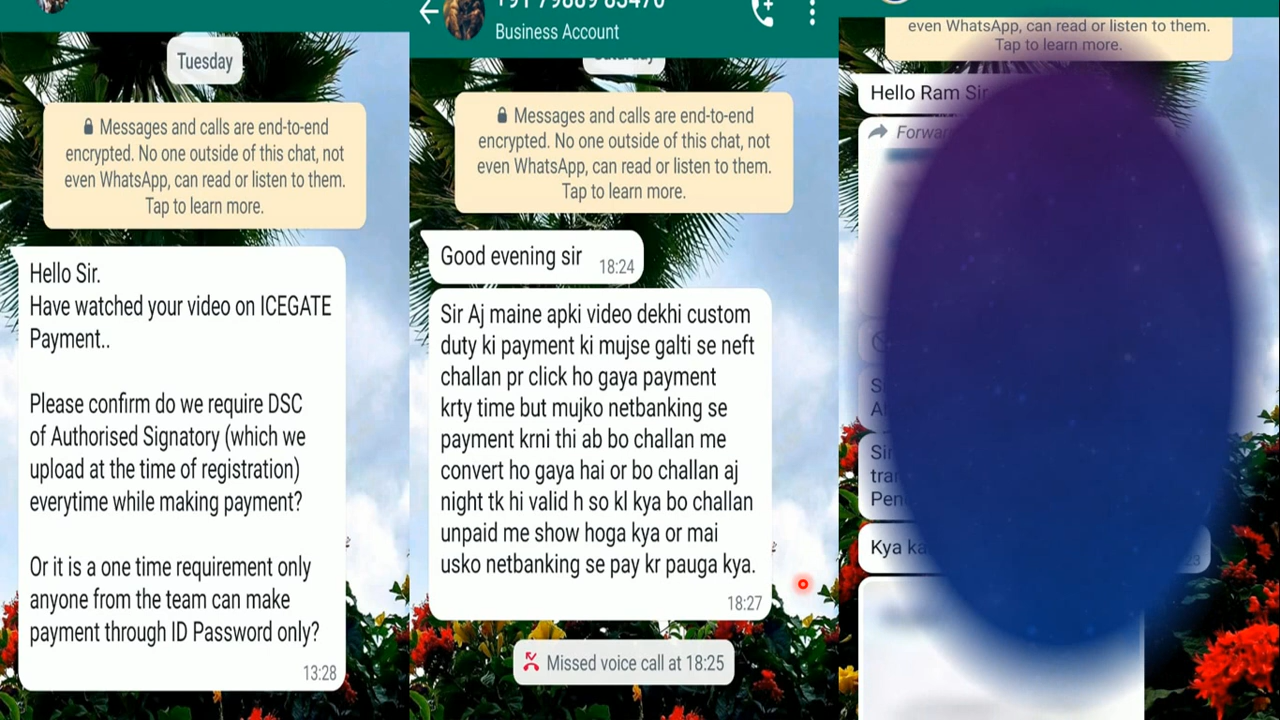 Tuesday
Messages and calls are end-to-end
encrypted. No one outside of this chat, not
even WhatsApp, can read or listen to them.
Tap to learn more.
Hello Sir.
Have watched your video on ICEGATE
Payment..
Please confirm do we require DSC
of Authorised Signatory (which we
upload at the time of registration)
everytime while making payment?
Or it is a one time requirement only
anyone from the team can make
payment through ID Password only?
13:28
Business Account
Messages and calls are end-to-end
encrypted. No one outside of this chat, not
even WhatsApp, can read or listen to them.
Tap to learn more.
Good evening sir
18:24
Sir Aj maine apki video dekhi custom
duty ki payment ki mujse galti se neft
challan pr click ho gaya payment
krty time but mujko netbanking se
payment krni thi ab bo challan me
convert ho gaya hai or bo challan aj
night tk hi valid h so kl kya bo challan
unpaid me show hoga kya or mai
usko netbanking se pay kr pauga kya.
18:27
Missed voice call at 18:25
even WhatsApp, can read or listen to them.
Tap to learn more.
Hello Ram Sir
Kya